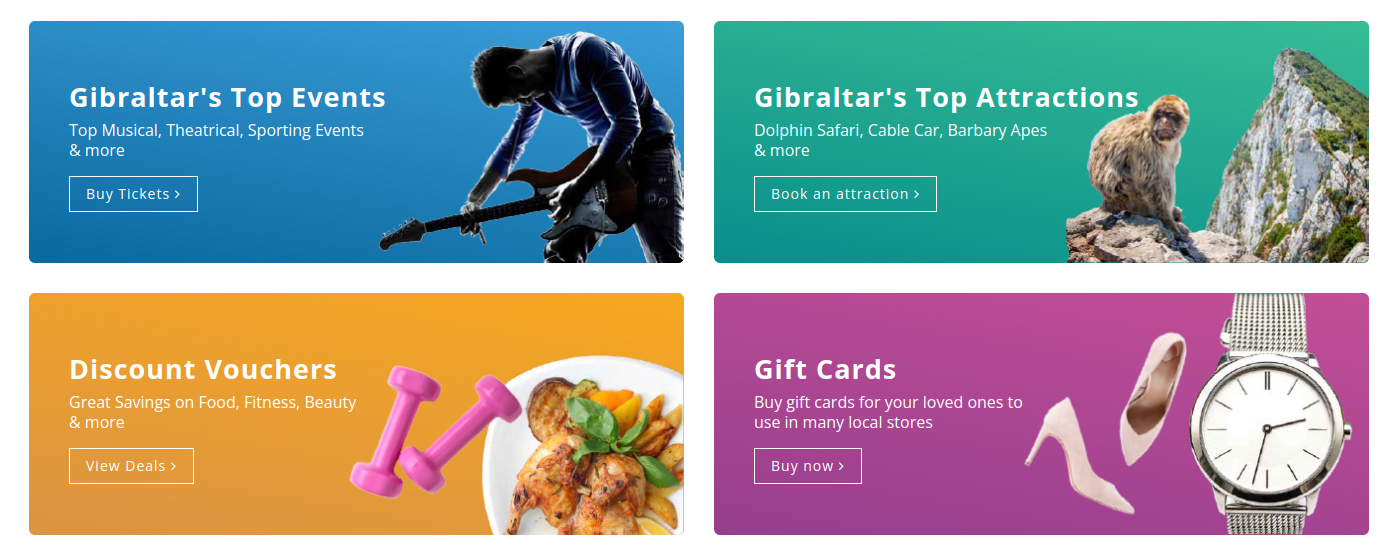 Gibraltar's Top Events
Top Musical, Theatrical, Sporting Events
& more
Buy Tickets >
Gibraltar's Top Attractions
Dolphin Safari, Cable Car, Barbary Apes
& more
Book an attraction >
Discount Vouchers
Great Savings on Food, Fitness, Beauty
& more
View Deals >
Gift Cards
Buy gift cards for your loved ones to
use in many local stores
Buy now >